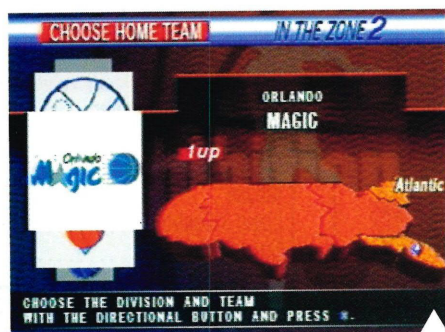 CHOOSE HOME TEAM
IN THE ZONE 2
ORLANDO
MAGIC
1up
Orlando
Magic
Atlantic
CHOOSE THE DIVISION AND TEAM
WITH THE DIRECTIONAL BUTTON AND PRESS